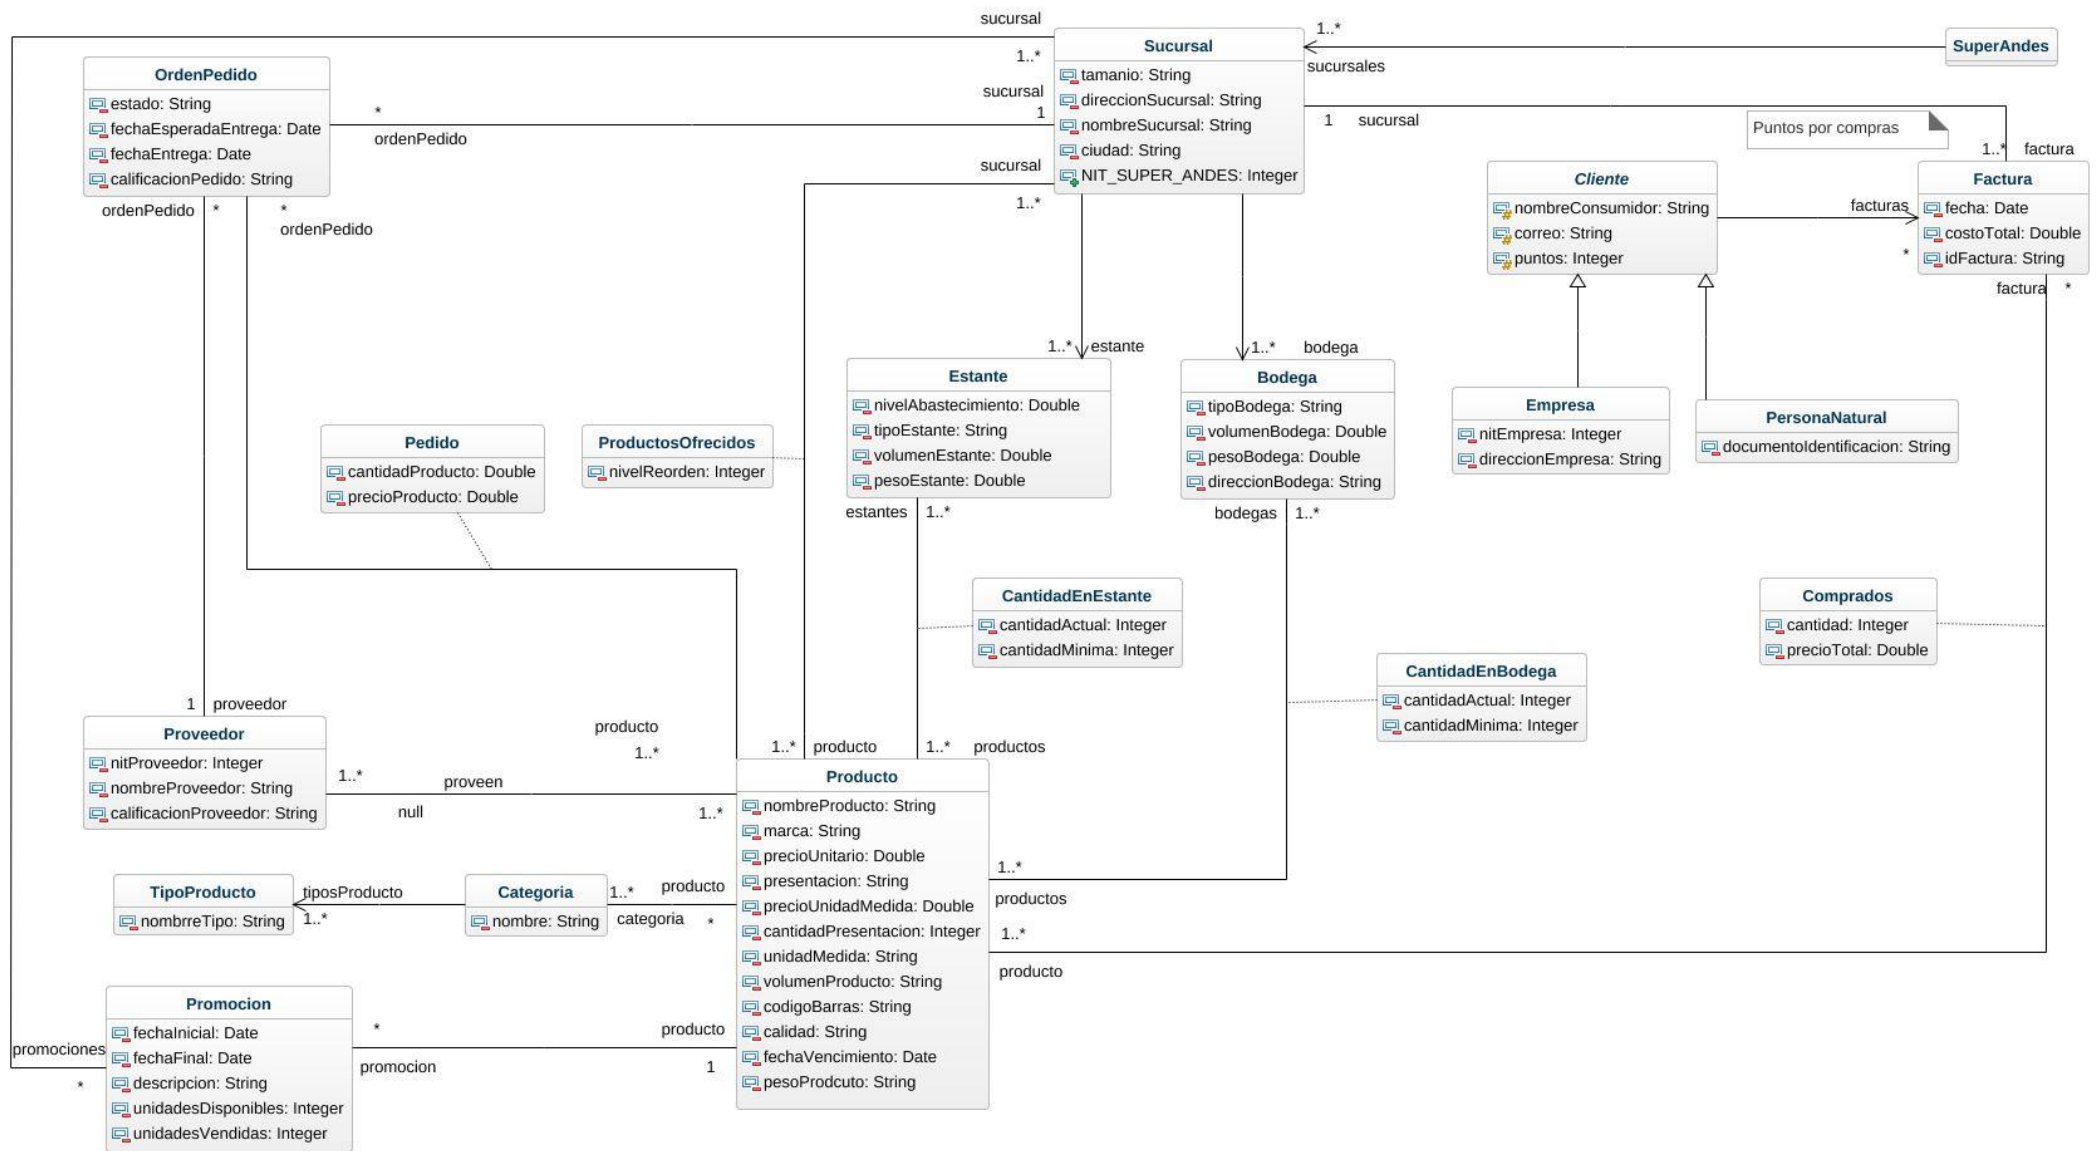 sucursal
1..*
Sucursal
tamanio: String
direccionSucursal: String
nombreSucursal: String
ciudad: String
NIT_SUPER_ANDES: Integer
1..*
sucursales
SuperAndes
OrdenPedido
estado: String
fechaEsperadaEntrega: Date
fechaEntrega: Date
calificacionPedido: String
*
ordenPedido
sucursal
1
sucursal
1..*
1 sucursal
Puntos por compras
1..* factura
Cliente
nombreConsumidor: String
correo: String
puntos: Integer
facturas
*
Factura
fecha: Date
costoTotal: Double
idFactura: String
factura *
ordenPedido *
*
ordenPedido
1..* estante
1..* bodega
Estante
nivelAbastecimiento: Double
tipoEstante: String
volumenEstante: Double
pesoEstante: Double
estantes 1..*
Bodega
tipoBodega: String
volumenBodega: Double
pesoBodega: Double
direccionBodega: String
bodegas 1..*
Empresa
nitEmpresa: Integer
direccionEmpresa: String
PersonaNatural
documentoIdentificacion: String
Pedido
cantidadProducto: Double
precioProducto: Double
ProductosOfrecidos
nivelReorden: Integer
CantidadEnEstante
cantidadActual: Integer
cantidadMinima: Integer
CantidadEnBodega
cantidadActual: Integer
cantidadMinima: Integer
Comprados
cantidad: Integer
precioTotal: Double
1 proveedor
Proveedor
nitProveedor: Integer
nombreProveedor: String
calificacionProveedor: String
producto
1..*
1..* producto
1..* productos
1..*
proveen
null
1..*
Producto
nombreProducto: String
marca: String
precioUnitario: Double
presentacion: String
precioUnidadMedida: Double
cantidadPresentacion: Integer
unidadMedida: String
volumenProducto: String
codigoBarras: String
calidad: String
fechaVencimiento: Date
pesoProdcuto: String
1..*
productos
1..*
producto
TipoProducto
nombrreTipo: String
tiposProducto
1..*
Categoria
nombre: String
1..* producto
categoria *
Promocion
fechaInicial: Date
fechaFinal: Date
descripcion: String
unidadesDisponibles: Integer
unidadesVendidas: Integer
promociones
*
* producto
promocion 1